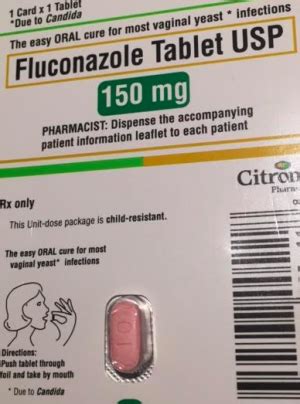 1 Card x 1 Tablet
*Due to Candida
The easy ORAL cure for most vaginal yeast * infections
Fluconazole Tablet USP
150 mg
PHARMACIST: Dispense the accompanying
patient information leaflet to each patient
Citron
Pharma
Rx only
This Unit-dose package is child-resistant.
The easy ORAL cure for most
vaginal yeast* infections
Directions:
Push tablet through
foil and take by mouth
* Due to Candida